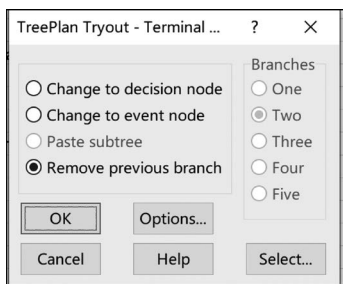 TreePlan Tryout - Terminal ... ? X
Branches
Change to decision node
One
Change to event node
Two
Paste subtree
Three
Remove previous branch
Four
Five
OK
Options...
Cancel
Help
Select...